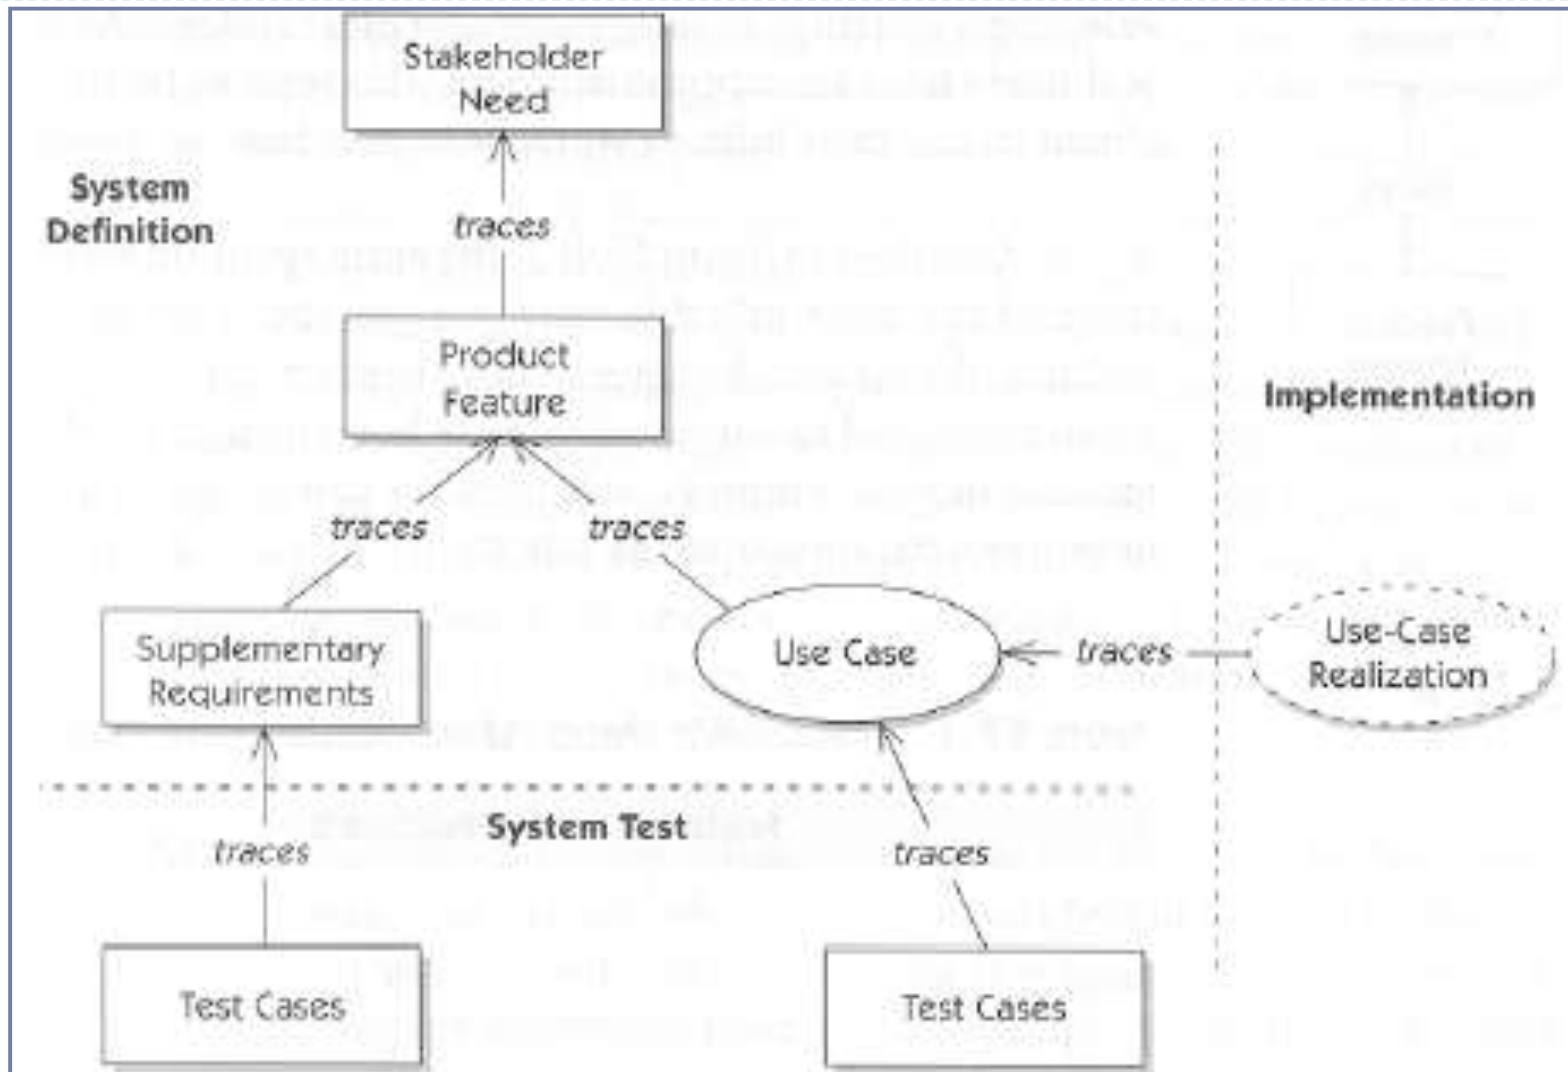 Stakeholder
Need
System
Definition
traces
Product
Feature
Implementation
traces
traces
Supplementary
Requirements
Use Case
traces
Use-Case
Realization
System Test
traces
traces
Test Cases
Test Cases